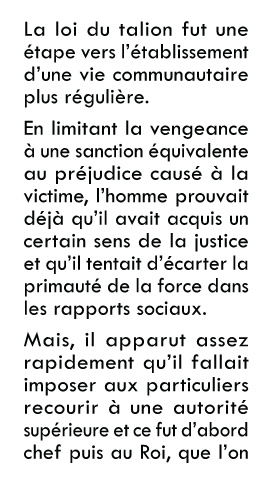 La loi du talion fut une
étape vers l'établissement
d'une vie communautaire
plus régulière.
En limitant la vengeance
à une sanction équivalente
au préjudice causé à la
victime, l'homme prouvait
déjà qu'il avait acquis un
certain sens de la justice
et qu'il tentait d'écarter la
primauté de la force dans
les rapports sociaux.
Mais, il apparut assez
rapidement qu'il fallait
imposer aux particuliers
recourir à une autorité
supérieure et ce fut d'abord
chef puis au Roi, que l'on